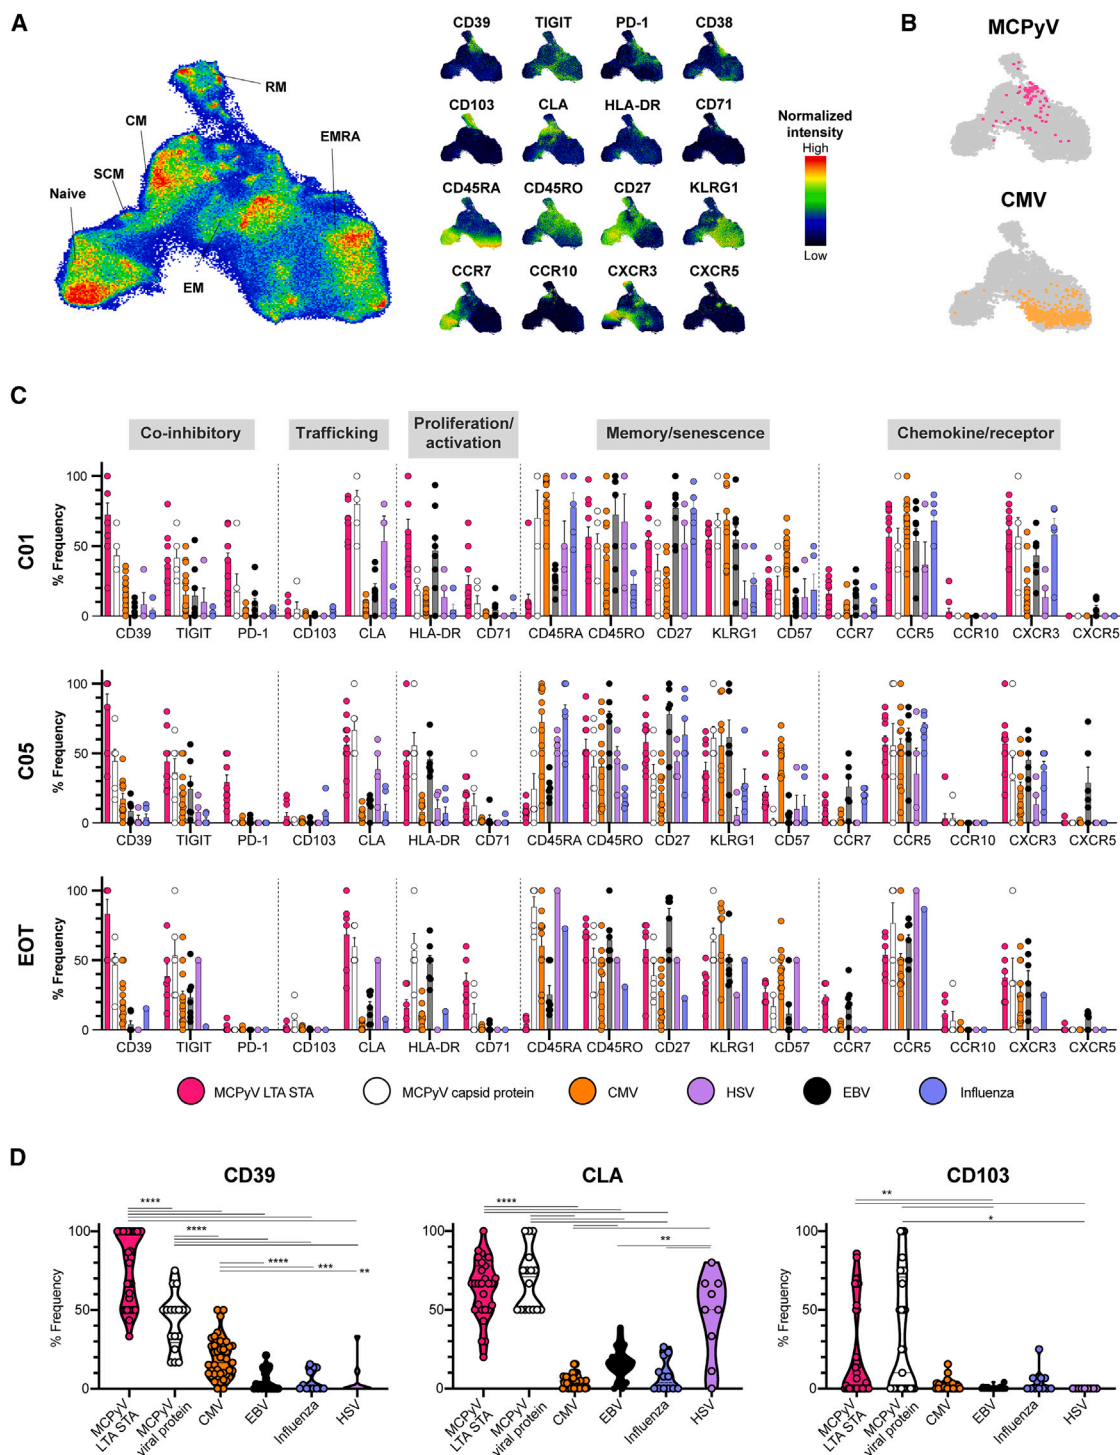 A
RM
CM
EMRA
SCM
Naive
EM
CD39 TIGIT PD-1 CD38
CD103 CLA HLA-DR CD71
CD45RA CD45RO CD27 KLRG1
CCR7 CCR10 CXCR3 CXCR5
Normalized
intensity
High
Low
B
MCPyV
CMV
C
Co-inhibitory Trafficking Proliferation/
activation Memory/senescence Chemokine/receptor
C01
% Frequency
100
50
0
CD39 TIGIT PD-1 CD103 CLA HLA-DR CD71 CD45RA CD45RO CD27 KLRG1 CD57 CCR7 CCR5 CCR10 CXCR3 CXCR5
C05
% Frequency
100
50
0
CD39 TIGIT PD-1 CD103 CLA HLA-DR CD71 CD45RA CD45RO CD27 KLRG1 CD57 CCR7 CCR5 CCR10 CXCR3 CXCR5
EOT
% Frequency
100
50
0
CD39 TIGIT PD-1 CD103 CLA HLA-DR CD71 CD45RA CD45RO CD27 KLRG1 CD57 CCR7 CCR5 CCR10 CXCR3 CXCR5
MCPyV LTA STA MCPyV capsid protein CMV HSV EBV Influenza
D
CD39
% Frequency
100
50
0
****
****
****
***
**
MCPyV
LTA STA
MCPyV
viral protein
CMV
EBV
Influenza
HSV
CLA
% Frequency
100
50
0
****
**
MCPyV
LTA STA
MCPyV
viral protein
CMV
EBV
Influenza
HSV
CD103
% Frequency
100
50
0
**
*
MCPyV
LTA STA
MCPyV
viral protein
CMV
EBV
Influenza
HSV